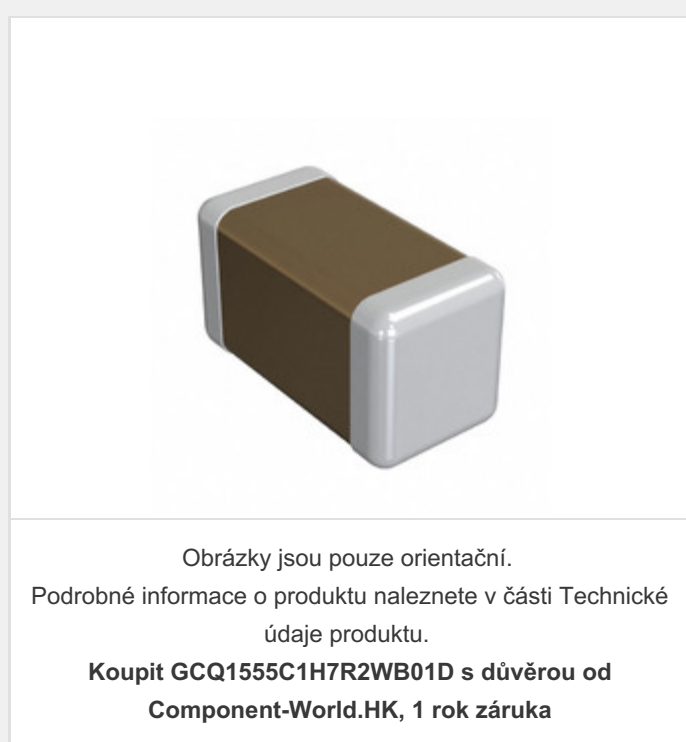 Obrázky jsou pouze orientační.
Podrobné informace o produktu naleznete v části Technické
údaje produktu.
Koupit GCQ1555C1H7R2WB01D s důvěrou od
Component-World.HK, 1 rok záruka